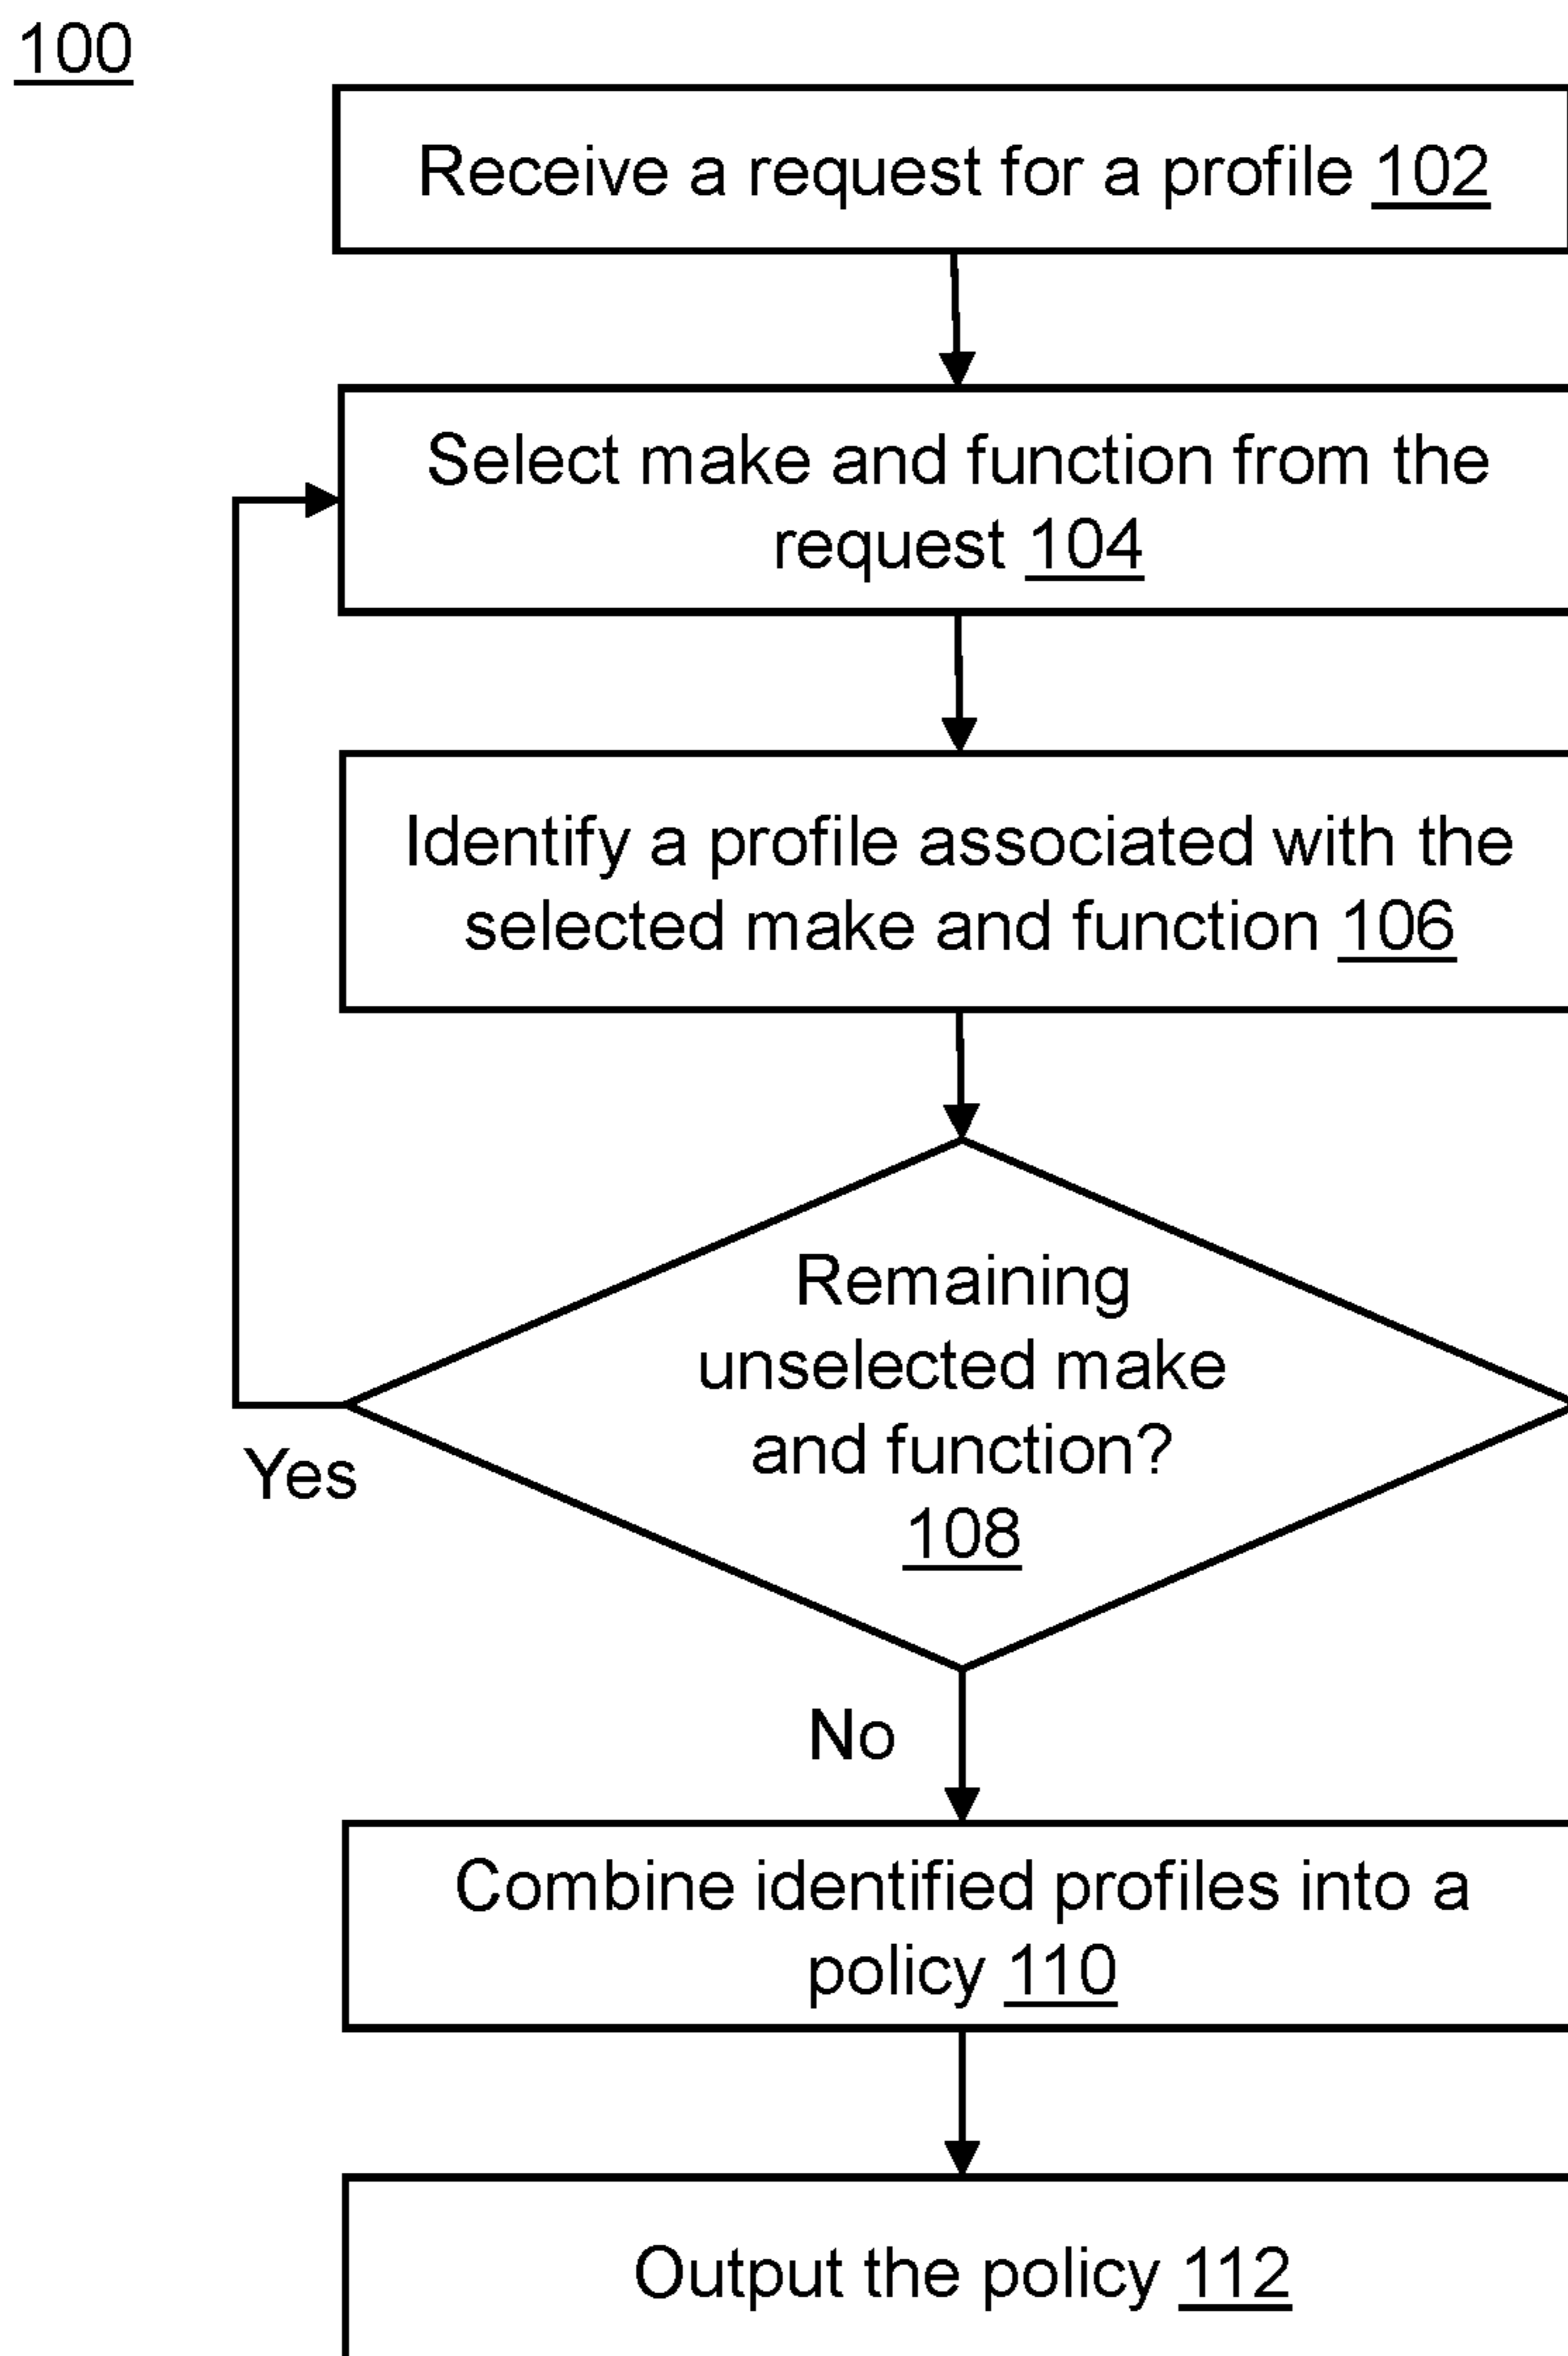 100
Receive a request for a profile 102
Select make and function from the
request 104
Identify a profile associated with the
selected make and function 106
Remaining
unselected make
and function?
108
Yes
No
Combine identified profiles into a
policy 110
Output the policy 112